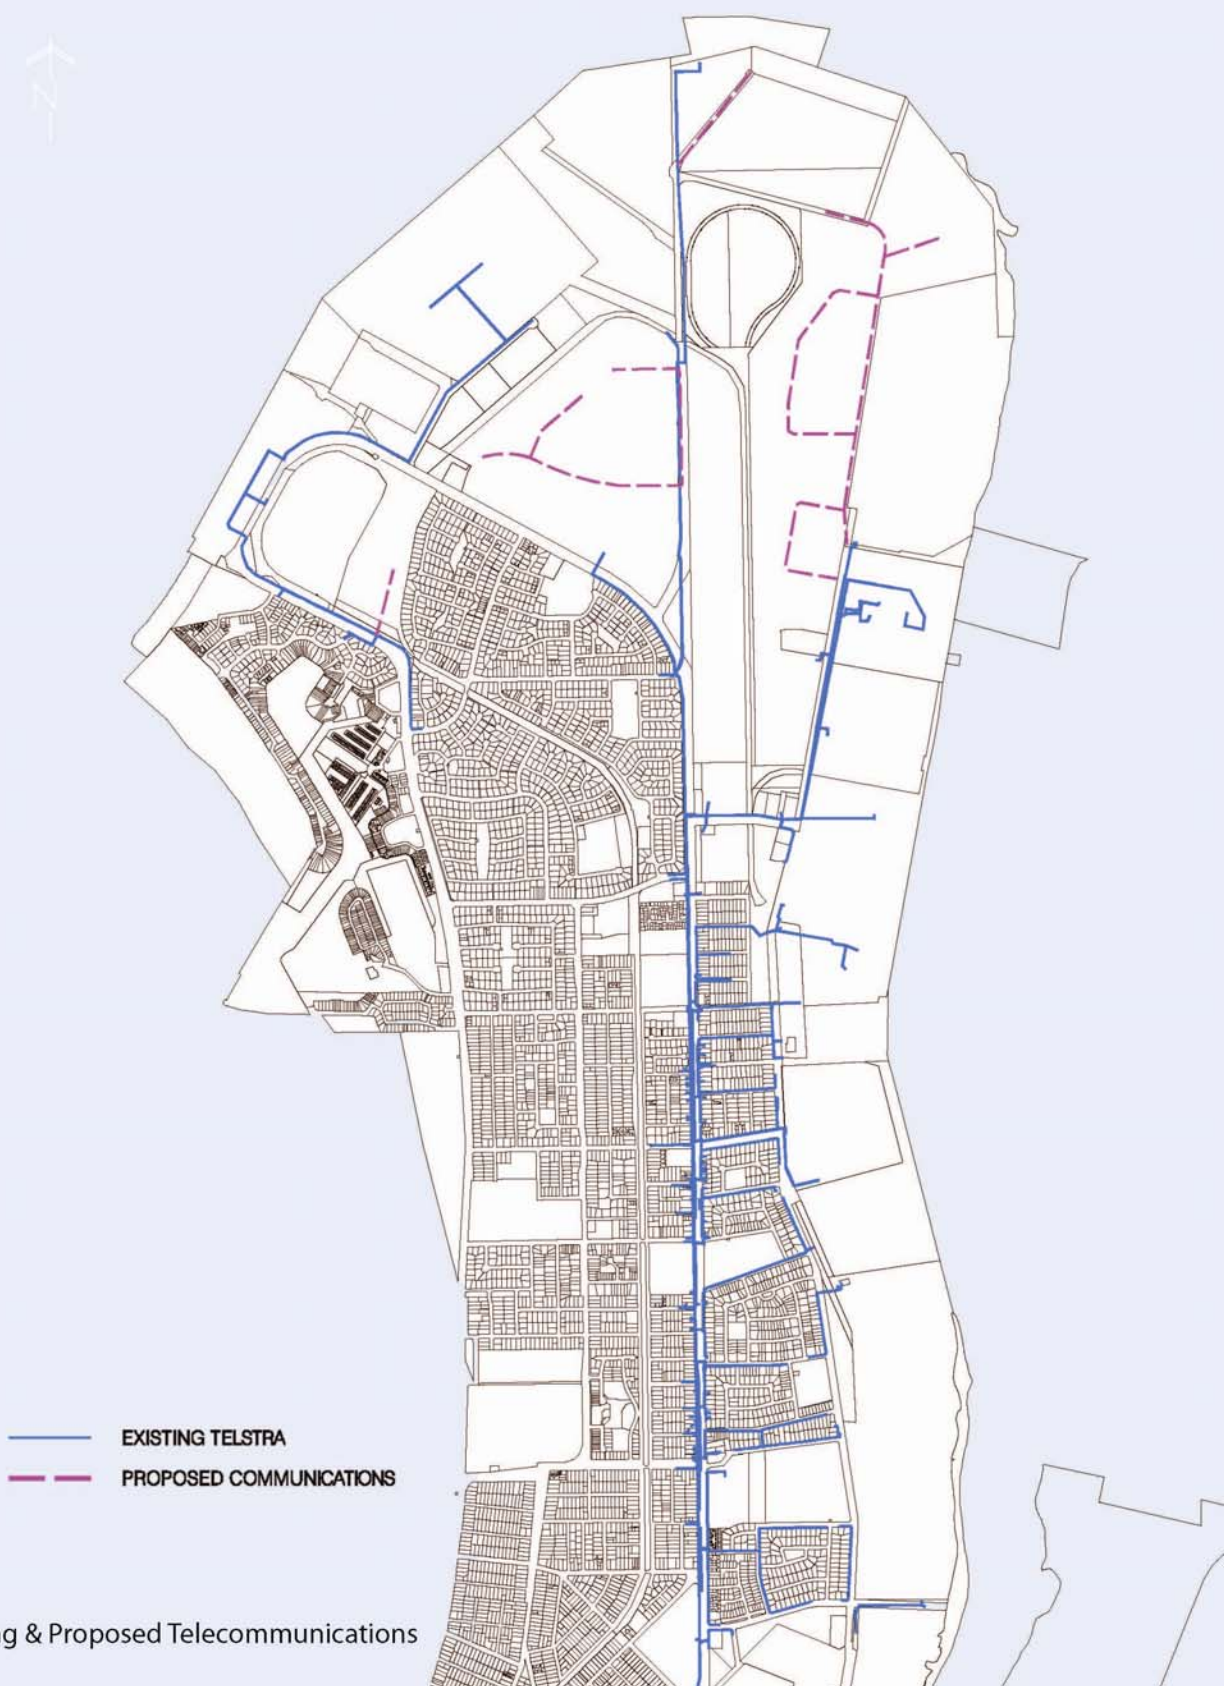 N
EXISTING TELSTRA
PROPOSED COMMUNICATIONS
g & Proposed Telecommunications